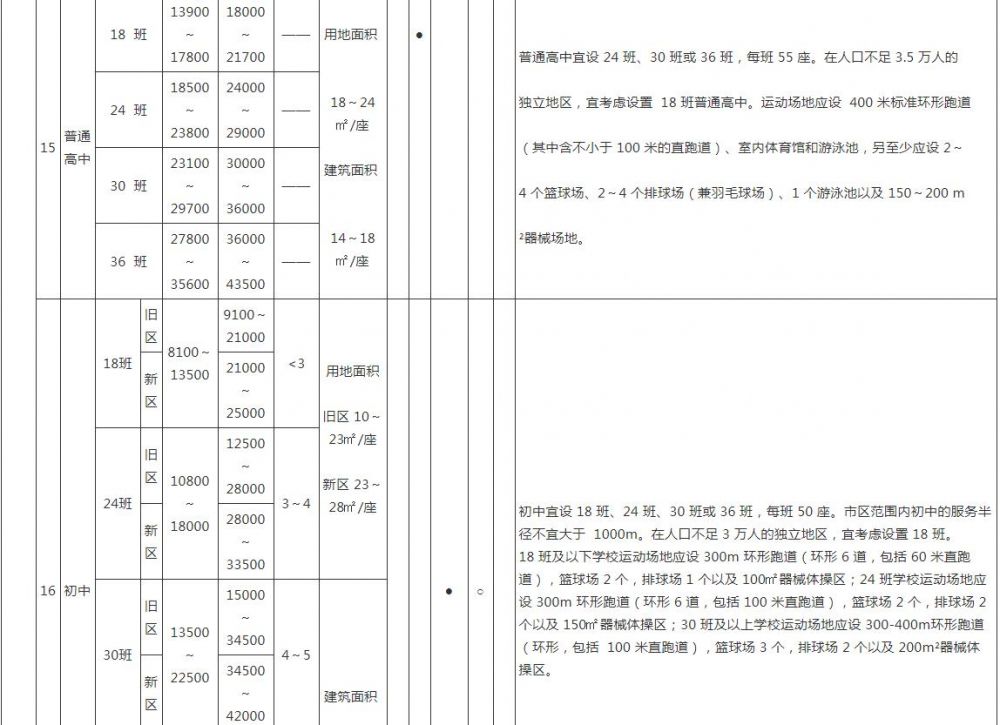 15
普通
高中
18 班
13900
～
17800
18000
～
21700
——
24 班
18500
～
23800
24000
～
29000
——
30 班
23100
～
29700
30000
～
36000
——
36 班
27800
～
35600
36000
～
43500
——
用地面积
18～24
㎡/座
建筑面积
14～18
㎡/座
●
普通高中宜设 24 班、30 班或 36 班，每班 55 座。在人口不足 3.5 万人的
独立地区，宜考虑设置 18 班普通高中。运动场地应设 400 米标准环形跑道
（其中含不小于 100 米的直跑道）、室内体育馆和游泳池，另至少应设 2～
4 个篮球场、2～4 个排球场（兼羽毛球场）、1 个游泳池以及 150～200 m
²器械场地。
16
初中
18班
旧
区
新
区
8100～
13500
9100～
21000
21000
～
25000
<3
24班
旧
区
新
区
10800
～
18000
12500
～
28000
28000
～
33500
3～4
30班
旧
区
新
区
13500
～
22500
15000
～
34500
34500
～
42000
4～5
用地面积
旧区 10～
23㎡/座
新区 23～
28㎡/座
建筑面积
●
○
初中宜设 18 班、24 班、30 班或 36 班，每班 50 座。市区范围内初中的服务半
径不宜大于 1000m。在人口不足 3 万人的独立地区，宜考虑设置 18 班。
18 班及以下学校运动场地应设 300m 环形跑道（环形 6 道，包括 60 米直跑
道），篮球场 2 个，排球场 1 个以及 100㎡器械体操区；24 班学校运动场地应
设 300m 环形跑道（环形 6 道，包括 100 米直跑道），篮球场 2 个，排球场 2
个以及 150㎡器械体操区；30 班及以上学校运动场地应设 300-400m环形跑道
（环形，包括 100 米直跑道），篮球场 3 个，排球场 2 个以及 200m²器械体
操区。